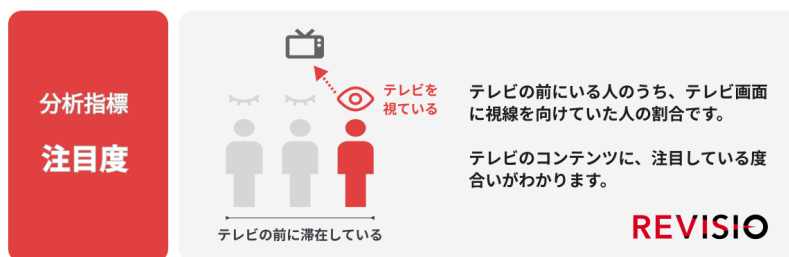 分析指標
注目度
テレビを
視ている
テレビの前に滞在している
テレビの前にいる人のうち、テレビ画面
に視線を向けていた人の割合です。
テレビのコンテンツに、注目している度
合いがわかります。
REVISIO